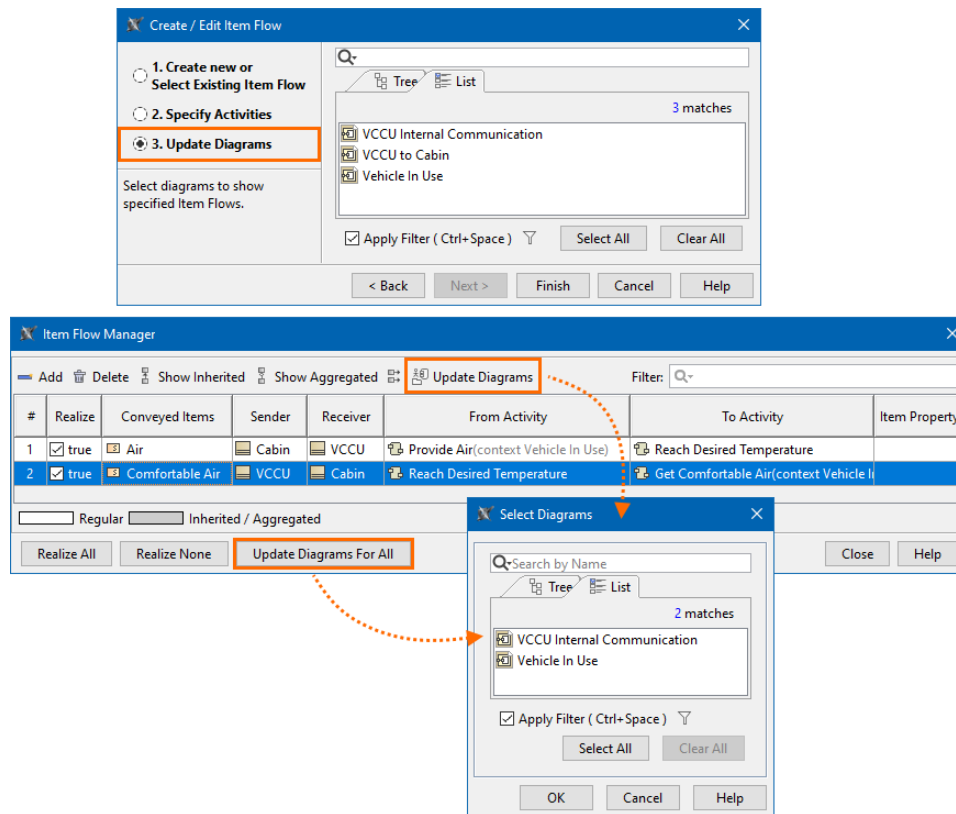 Create / Edit Item Flow
1. Create new or
Select Existing Item Flow
2. Specify Activities
3. Update Diagrams
Select diagrams to show
specified Item Flows.
Tree List
3 matches
VCCU Internal Communication
VCCU to Cabin
Vehicle In Use
Apply Filter ( Ctrl+Space ) Select All Clear All
< Back Next > Finish Cancel Help
Item Flow Manager
Add Delete Show Inherited Show Aggregated Update Diagrams Filter:
# Realize Conveyed Items Sender Receiver From Activity To Activity Item Property
1 true Air Cabin VCCU Provide Air(context Vehicle In Use) Reach Desired Temperature
2 true Comfortable Air VCCU Cabin Reach Desired Temperature Get Comfortable Air(context Vehicle I
Regular Inherited / Aggregated
Realize All Realize None Update Diagrams For All Close Help
Select Diagrams
Search by Name
Tree List
2 matches
VCCU Internal Communication
Vehicle In Use
Apply Filter ( Ctrl+Space )
Select All Clear All
OK Cancel Help